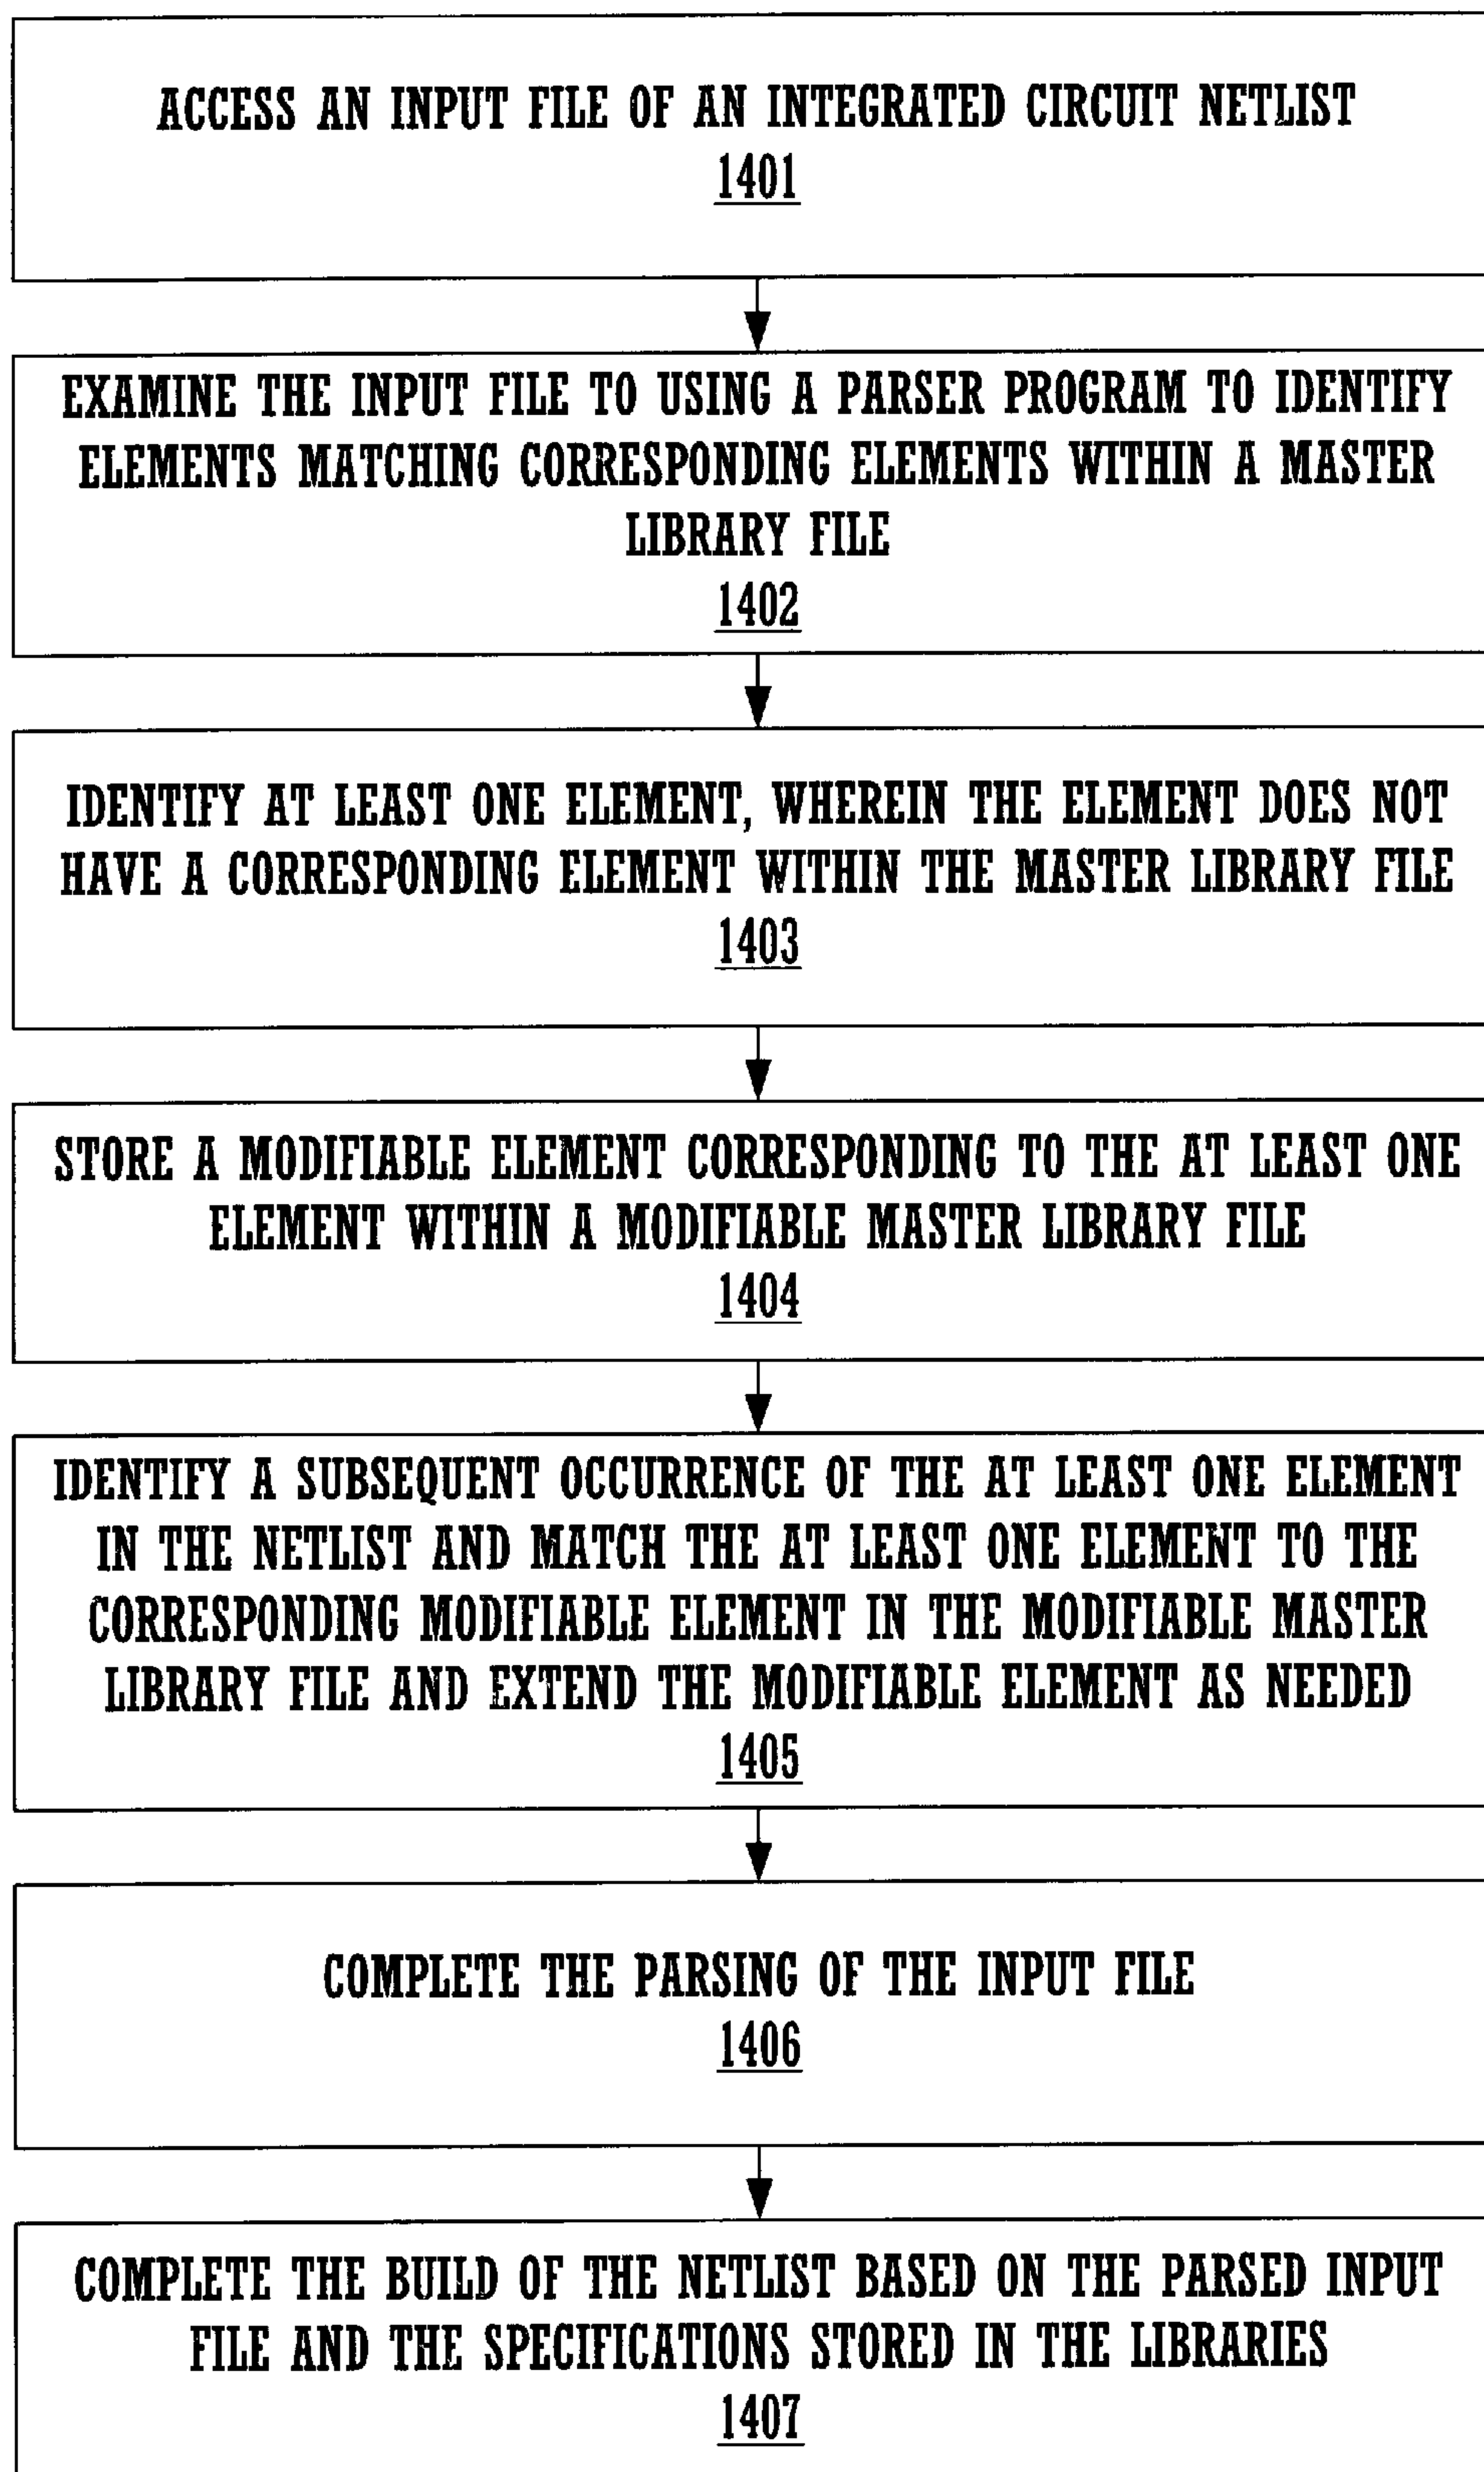 ACCESS AN INPUT FILE OF AN INTEGRATED CIRCUIT NETLIST
1401
EXAMINE THE INPUT FILE TO USING A PARSER PROGRAM TO IDENTIFY
ELEMENTS MATCHING CORRESPONDING ELEMENTS WITHIN A MASTER
LIBRARY FILE
1402
IDENTIFY AT LEAST ONE ELEMENT, WHEREIN THE ELEMENT DOES NOT
HAVE A CORRESPONDING ELEMENT WITHIN THE MASTER LIBRARY FILE
1403
STORE A MODIFIABLE ELEMENT CORRESPONDING TO THE AT LEAST ONE
ELEMENT WITHIN A MODIFIABLE MASTER LIBRARY FILE
1404
IDENTIFY A SUBSEQUENT OCCURRENCE OF THE AT LEAST ONE ELEMENT
IN THE NETLIST AND MATCH THE AT LEAST ONE ELEMENT TO THE
CORRESPONDING MODIFIABLE ELEMENT IN THE MODIFIABLE MASTER
LIBRARY FILE AND EXTEND THE MODIFIABLE ELEMENT AS NEEDED
1405
COMPLETE THE PARSING OF THE INPUT FILE
1406
COMPLETE THE BUILD OF THE NETLIST BASED ON THE PARSED INPUT
FILE AND THE SPECIFICATIONS STORED IN THE LIBRARIES
1407